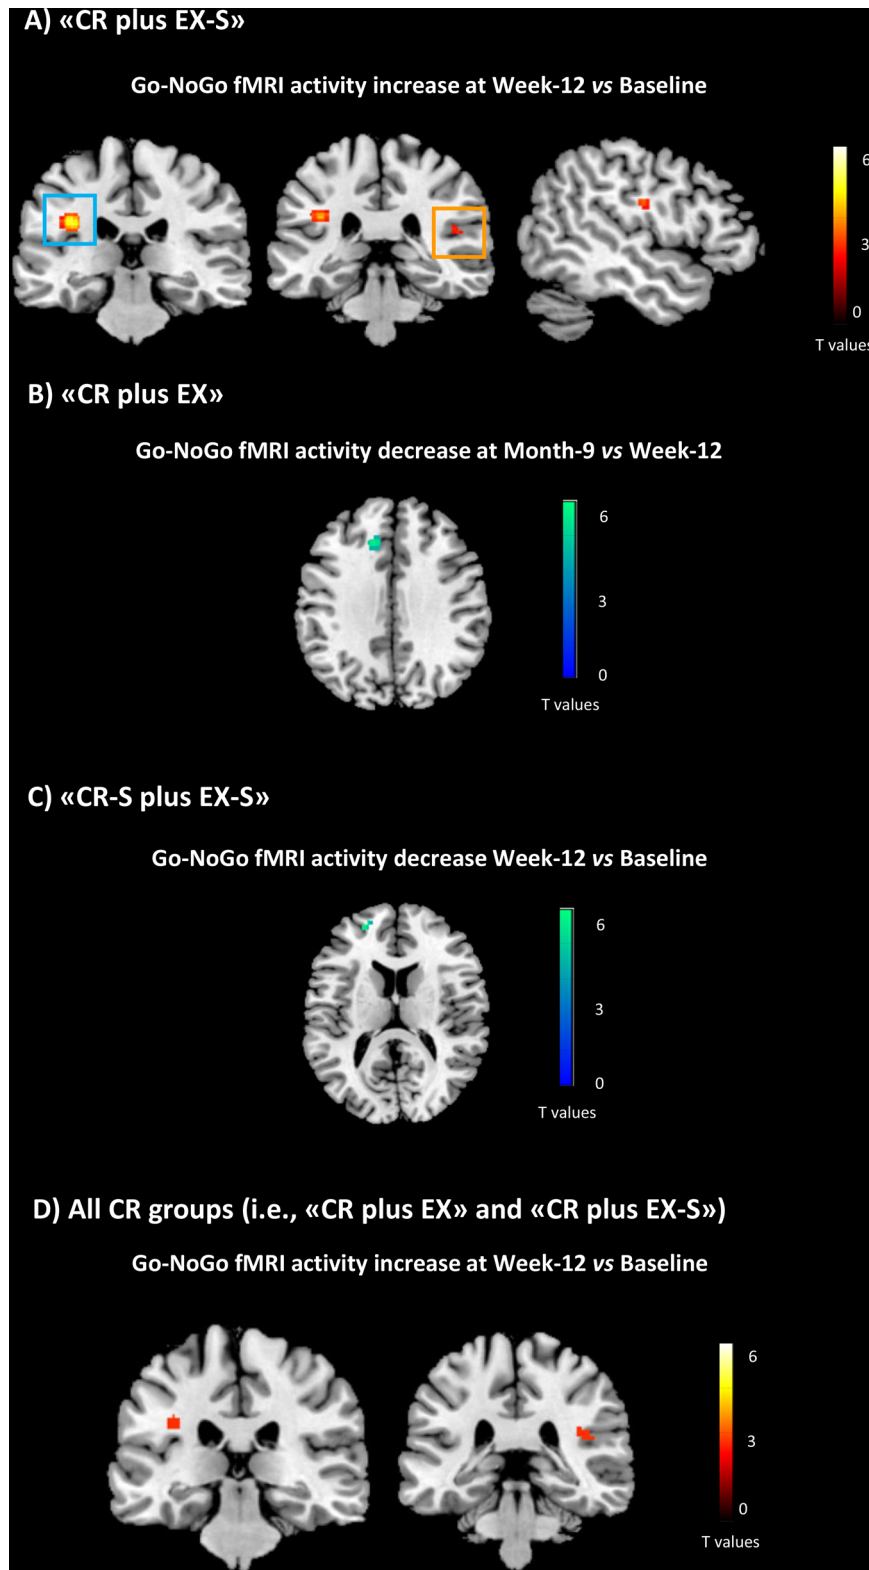 A) «CR plus EX-S»
Go-NoGo fMRI activity increase at Week-12 vs Baseline
6
3
0
T values
B) «CR plus EX»
Go-NoGo fMRI activity decrease at Month-9 vs Week-12
6
3
0
T values
C) «CR-S plus EX-S»
Go-NoGo fMRI activity decrease Week-12 vs Baseline
6
3
0
T values
D) All CR groups (i.e., «CR plus EX» and «CR plus EX-S»)
Go-NoGo fMRI activity increase at Week-12 vs Baseline
6
3
0
T values